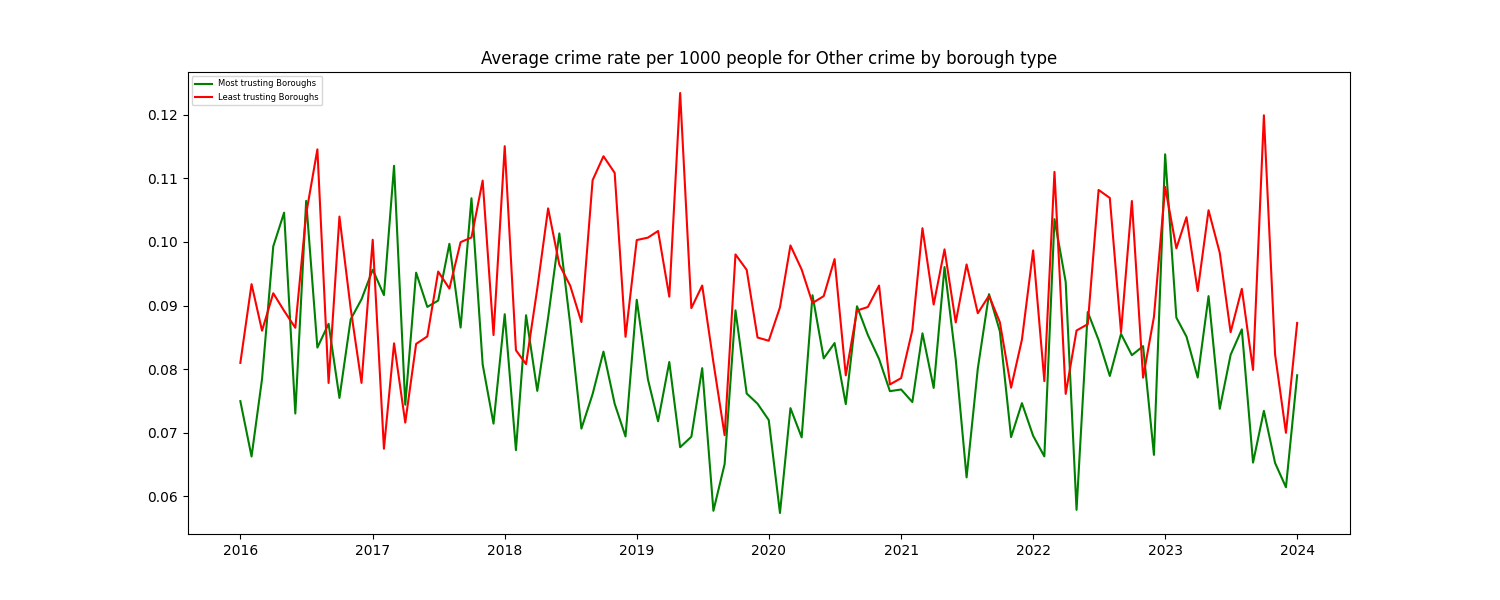 Average crime rate per 1000 people for Other crime by borough type
Most trusting Boroughs
Least trusting Boroughs
0.12
0.11
0.10
0.09
0.08
0.07
0.06
2016 2017 2018 2019 2020 2021 2022 2023 2024